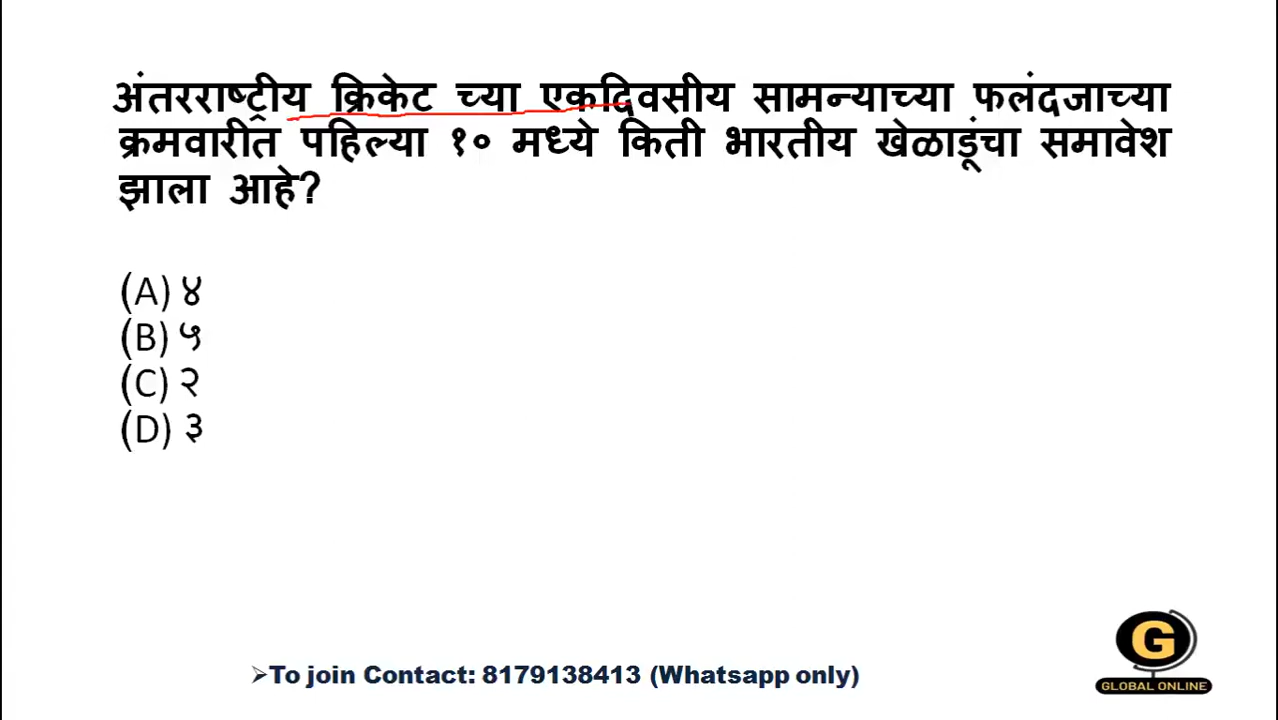 अंतरराष्ट्रीय क्रिकेट च्या एकदिवसीय सामन्याच्या फलंदजाच्या
क्रमवारीत पहिल्या १० मध्ये किती भारतीय खेळाडूंचा समावेश
झाला आहे?
(A) ४
(B) ५
(C) २
(D) ३
➢To join Contact: 8179138413 (Whatsapp only)
G
GLOBAL ONLINE